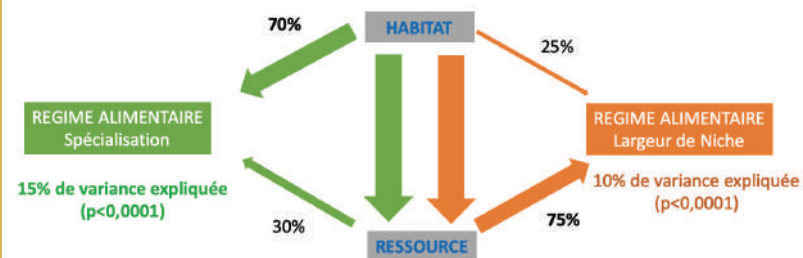 70%
HABITAT
25%
REGIME ALIMENTAIRE
Spécialisation
REGIME ALIMENTAIRE
Largeur de Niche
15% de variance expliquée
(p<0,0001)
10% de variance expliquée
(p<0,0001)
30%
75%
RESSOURCE